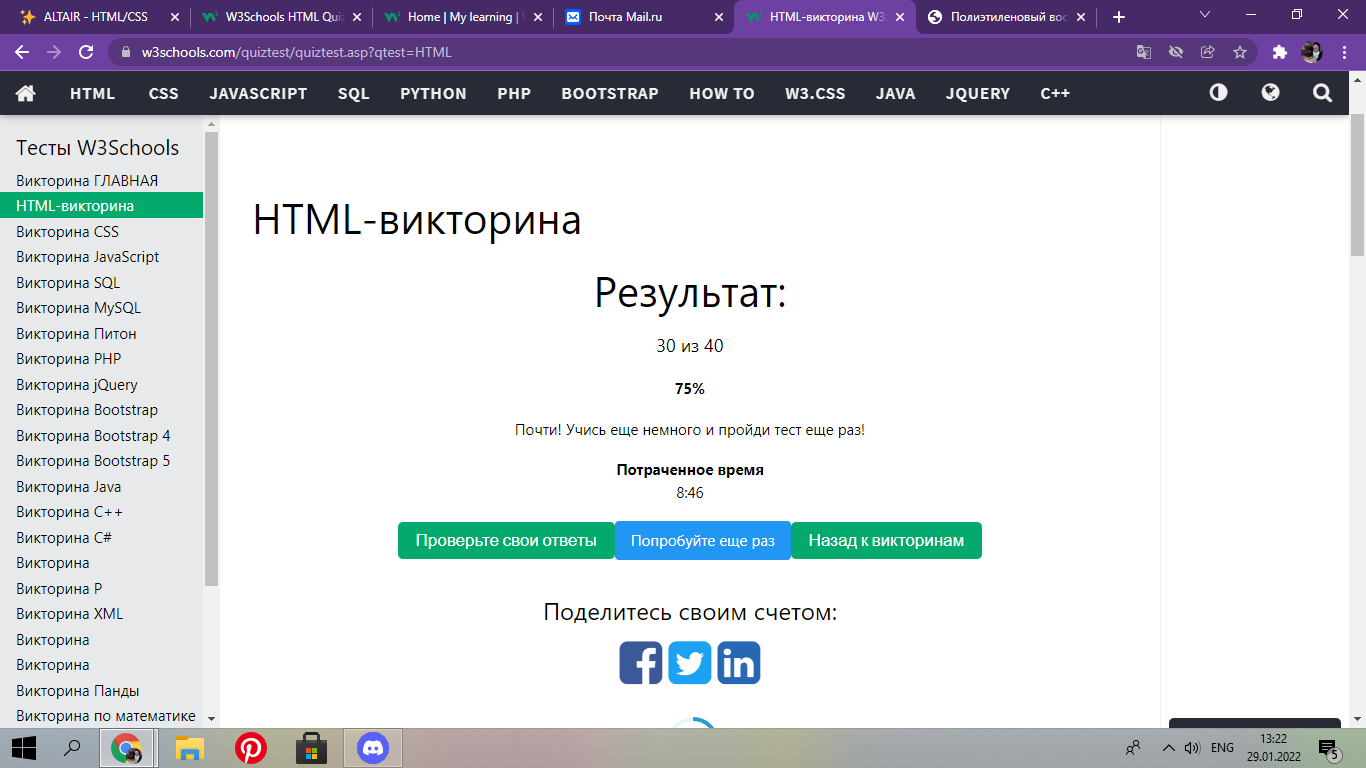 ALTAIR - HTML/CSS
W3Schools HTML Qui
Home | My learning |
Почта Mail.ru
HTML-викторина W3
Полиэтиленовый вос
w3schools.com/quiztest/quiztest.asp?qtest=HTML
HTML CSS JAVASCRIPT SQL PYTHON PHP BOOTSTRAP HOW TO W3.CSS JAVA JQUERY C++
Тесты W3Schools
Викторина ГЛАВНАЯ
HTML-викторина
Викторина CSS
Викторина JavaScript
Викторина SQL
Викторина MySQL
Викторина Питон
Викторина PHP
Викторина jQuery
Викторина Bootstrap
Викторина Bootstrap 4
Викторина Bootstrap 5
Викторина Java
Викторина C++
Викторина C#
Викторина
Викторина Р
Викторина XML
Викторина
Викторина
Викторина Панды
Викторина по математике
HTML-викторина
Результат:
30 из 40
75%
Почти! Учись еще немного и пройди тест еще раз!
Потраченное время
8:46
Проверьте свои ответы
Попробуйте еще раз
Назад к викторинам
Поделитесь своим счетом:
ENG
13:22
29.01.2022
5